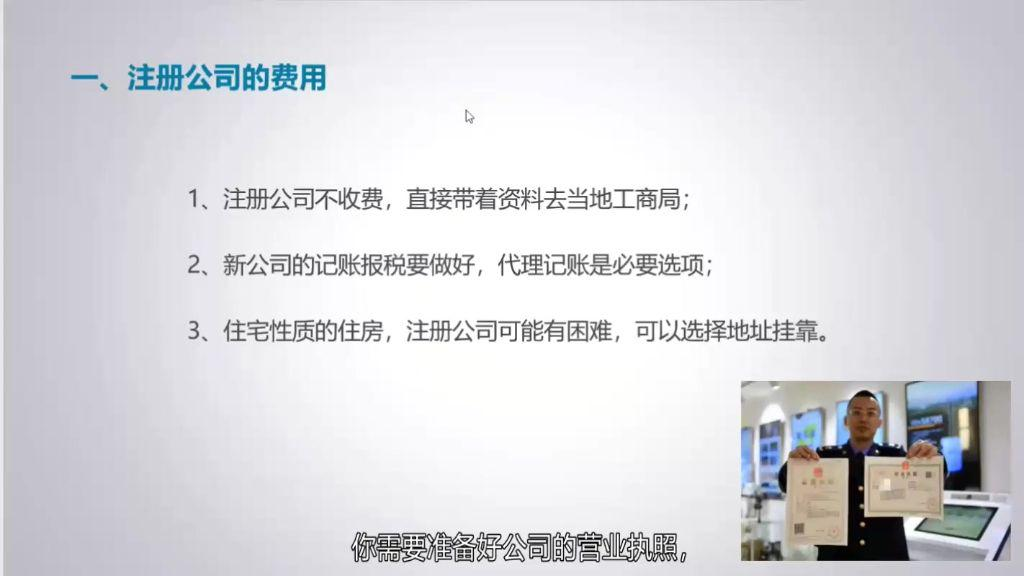 一、注册公司的费用
1、注册公司不收费，直接带着资料去当地工商局；
2、新公司的记账报税要做好，代理记账是必要选项；
3、住宅性质的住房，注册公司可能有困难，可以选择地址挂靠。
你需要准备好公司的营业执照，